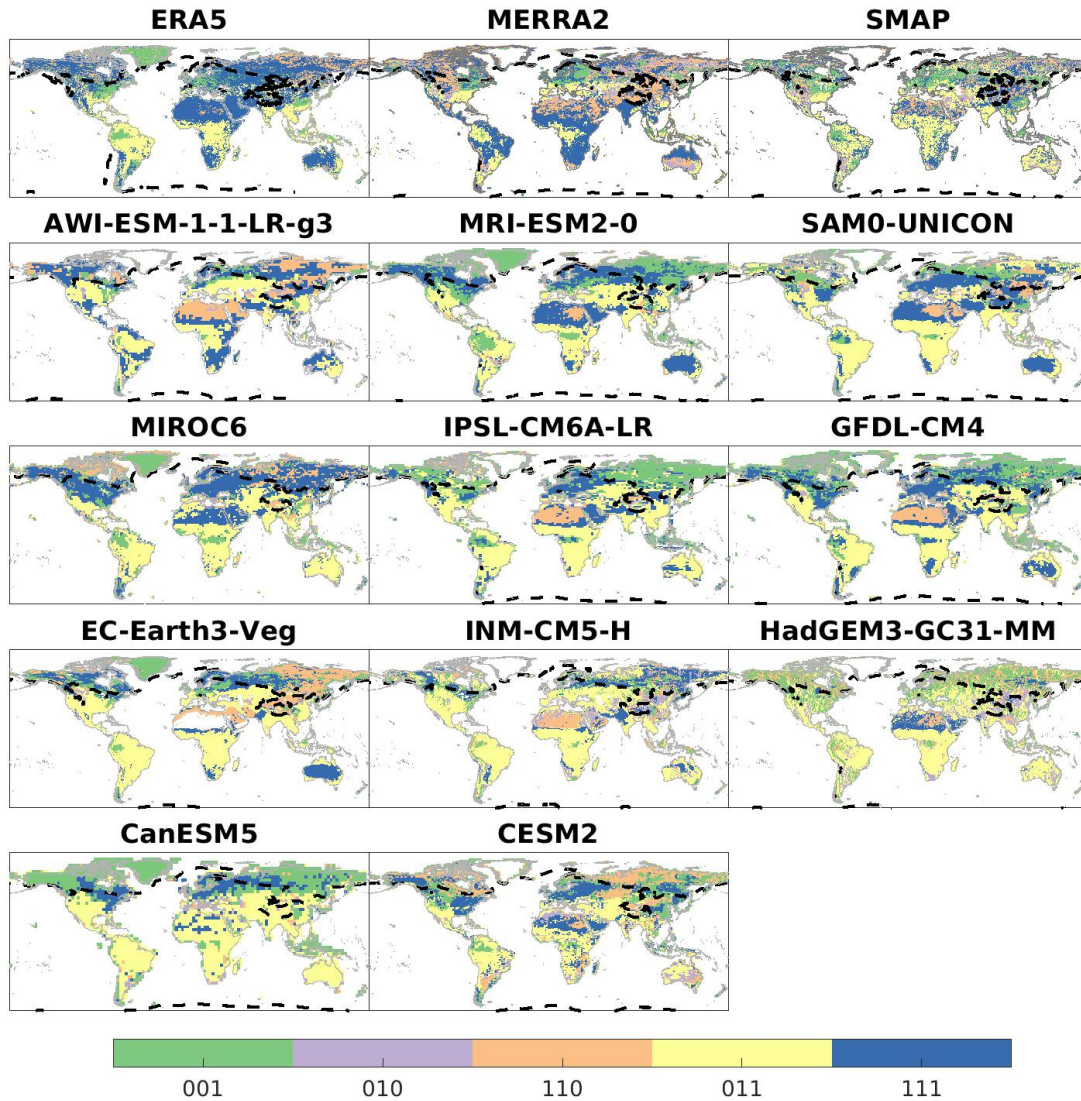 ERA5 MERRA2 SMAP
AWI-ESM-1-1-LR-g3 MRI-ESM2-0 SAM0-UNICON
MIROC6 IPSL-CM6A-LR GFDL-CM4
EC-Earth3-Veg INM-CM5-H HadGEM3-GC31-MM
CanESM5 CESM2
001 010 110 011 111